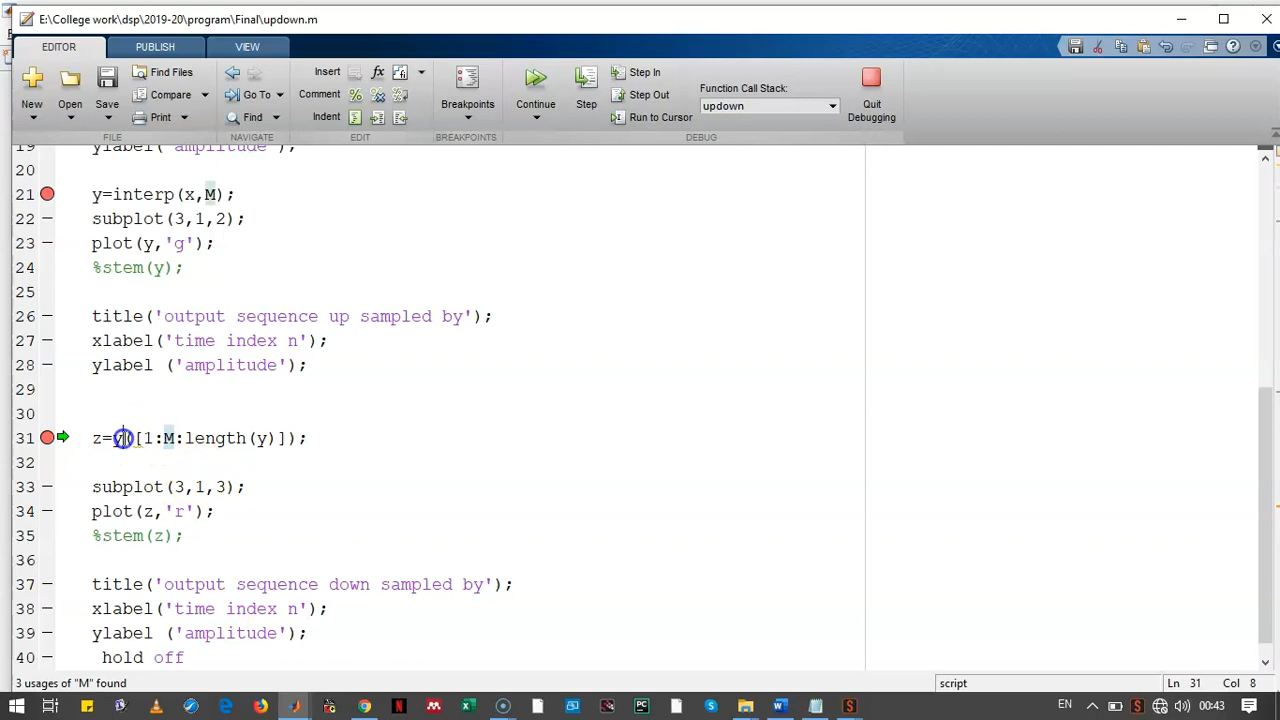 E:\College work\dsp\2019-20\program\Final\updown.m
EDITOR PUBLISH VIEW
New Open Save Find Files Compare Print
Insert Comment Indent
Go To Find
Breakpoints Continue Step Step In Step Out Run to Cursor
Function Call Stack:
updown
Quit Debugging
FILE NAVIGATE EDIT BREAKPOINTS DEBUG
19 ylabel('amplitude');
20
21 y=interp(x,M);
22 subplot(3,1,2);
23 plot(y,'g');
24 %stem(y);
25
26 title('output sequence up sampled by');
27 xlabel('time index n');
28 ylabel ('amplitude');
29
30
31 z=y([1:M:length(y)]);
32
33 subplot(3,1,3);
34 plot(z,'r');
35 %stem(z);
36
37 title('output sequence down sampled by');
38 xlabel('time index n');
39 ylabel ('amplitude');
40 hold off
3 usages of "M" found script Ln 31 Col 8
EN 00:43